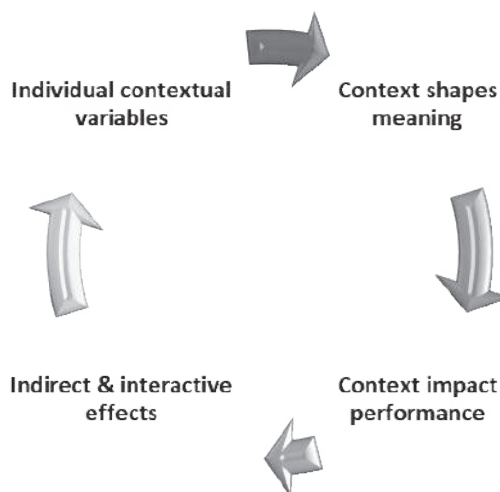 Individual contextual
variables
Context shapes
meaning
Context impact
performance
Indirect & interactive
effects